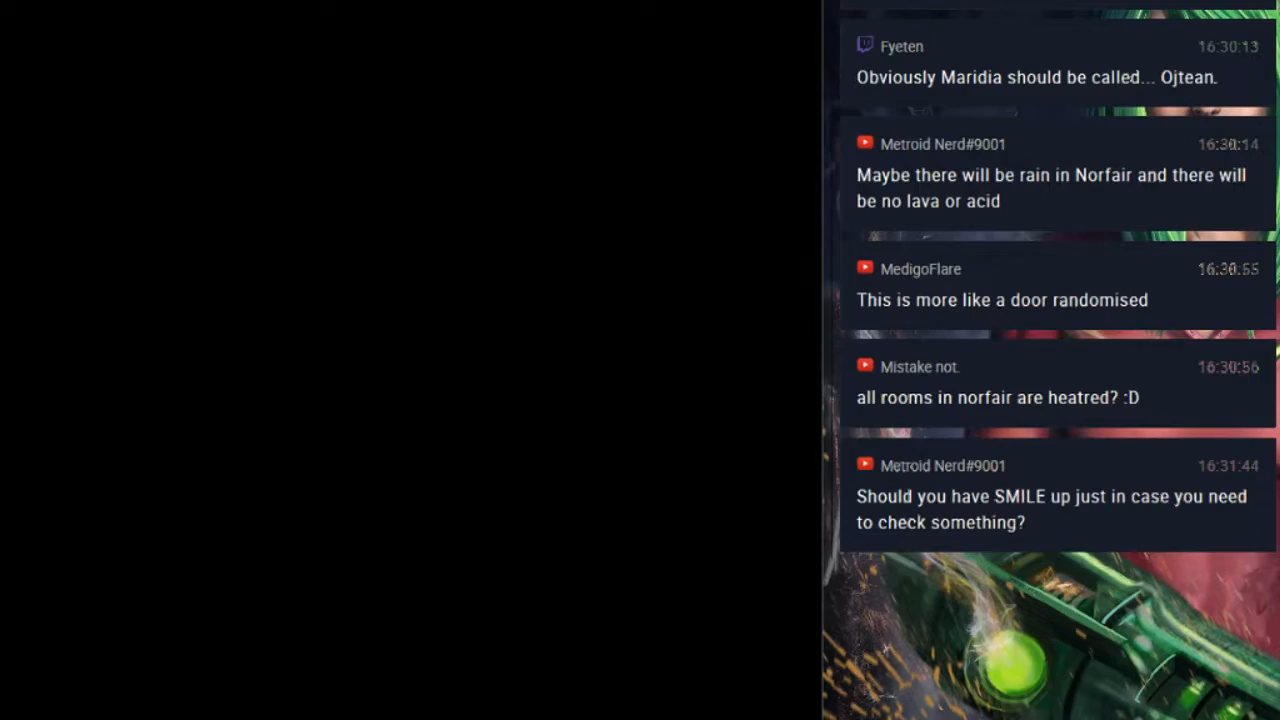 Fyeten 16:30:13
Obviously Maridia should be called... Ojtean.
Metroid Nerd#9001 16:30:14
Maybe there will be rain in Norfair and there will
be no lava or acid
MedigoFlare 16:30:55
This is more like a door randomised
Mistake not. 16:30:56
all rooms in norfair are heatred? :D
Metroid Nerd#9001 16:31:44
Should you have SMILE up just in case you need
to check something?